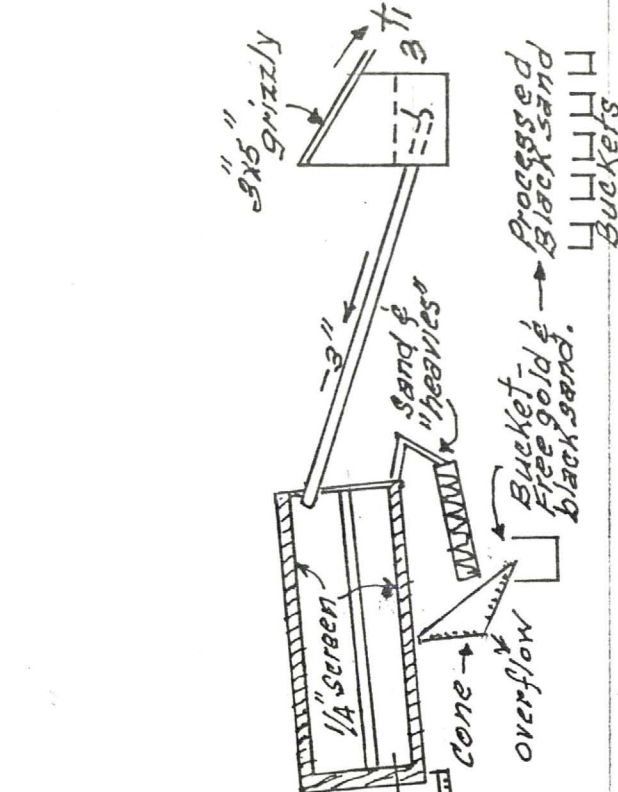 3"x5"
grizzly
3
-3"
1/4" screen
Sand &
"heavies"
Cone
overflow
Bucket-
Free gold &
black sand.
Processed
Black sand
Buckets